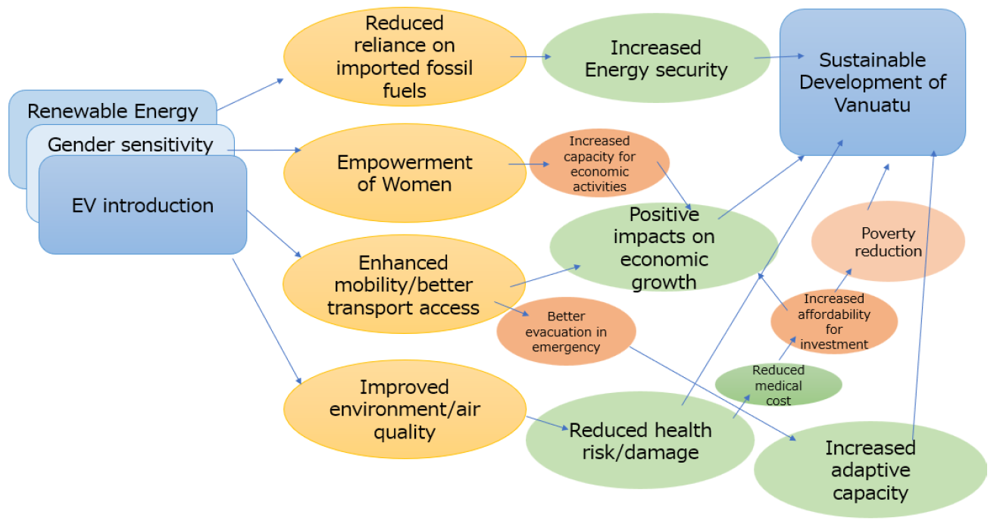 Renewable Energy
Gender sensitivity
EV introduction
Reduced
reliance on
imported fossil
fuels
Empowerment
of Women
Enhanced
mobility/better
transport access
Improved
environment/air
quality
Increased
Energy security
Increased
capacity for
economic
activities
Positive
impacts on
economic
growth
Better
evacuation in
emergency
Reduced health
risk/damage
Reduced
medical
cost
Increased
affordability
for
investment
Poverty
reduction
Increased
adaptive
capacity
Sustainable
Development of
Vanuatu